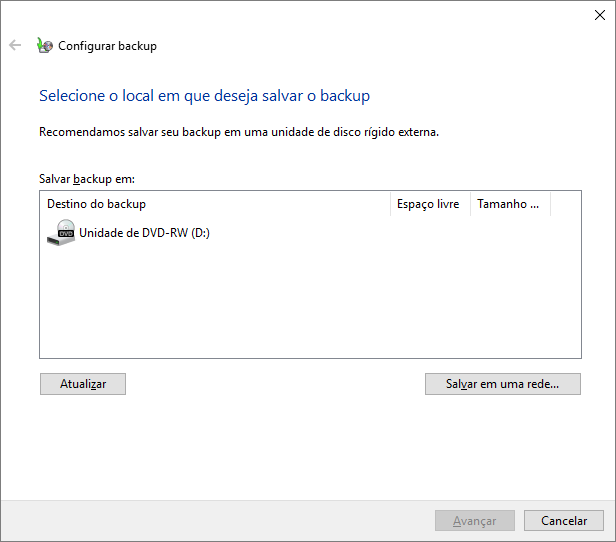 Configurar backup
Selecione o local em que deseja salvar o backup
Recomendamos salvar seu backup em uma unidade de disco rígido externa.
Salvar backup em:
Destino do backup Espaço livre Tamanho ...
DVD Unidade de DVD-RW (D:)
Atualizar Salvar em uma rede...
Avançar Cancelar